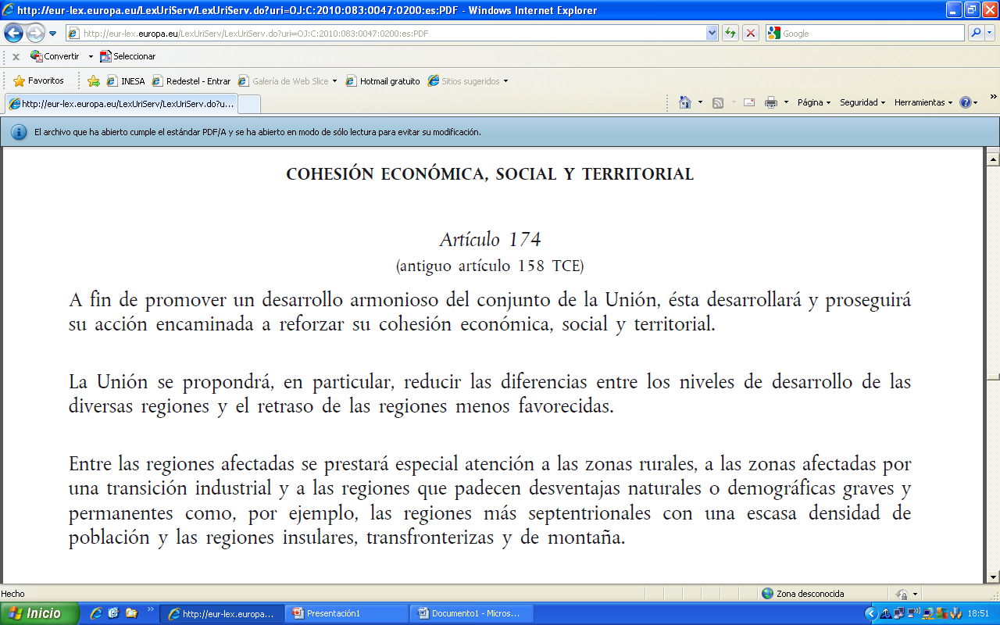 http://eur-lex.europa.eu/LexUriServ/LexUriServ.do?uri=OJ:C:2010:083:0047:0200:es:PDF - Windows Internet Explorer
http://eur-lex.europa.eu/LexUriServ/LexUriServ.do?uri=OJ:C:2010:083:0047:0200:es:PDF Google
Convertir Seleccionar
Favoritos INESA Redestel - Entrar Galería de Web Slice Hotmail gratuito Sitios sugeridos
http://eur-lex.europa.eu/LexUriServ/LexUriServ.do?u... Página Seguridad Herramientas
El archivo que ha abierto cumple el estándar PDF/A y se ha abierto en modo de sólo lectura para evitar su modificación.
COHESIÓN ECONÓMICA, SOCIAL Y TERRITORIAL
Artículo 174
(antiguo artículo 158 TCE)
A fin de promover un desarrollo armonioso del conjunto de la Unión, ésta desarrollará y proseguirá
su acción encaminada a reforzar su cohesión económica, social y territorial.
La Unión se propondrá, en particular, reducir las diferencias entre los niveles de desarrollo de las
diversas regiones y el retraso de las regiones menos favorecidas.
Entre las regiones afectadas se prestará especial atención a las zonas rurales, a las zonas afectadas por
una transición industrial y a las regiones que padecen desventajas naturales o demográficas graves y
permanentes como, por ejemplo, las regiones más septentrionales con una escasa densidad de
población y las regiones insulares, transfronterizas y de montaña.
Hecho Zona desconocida
Inicio http://eur-lex.europa... Presentación1 Documento1 - Micros... 18:51